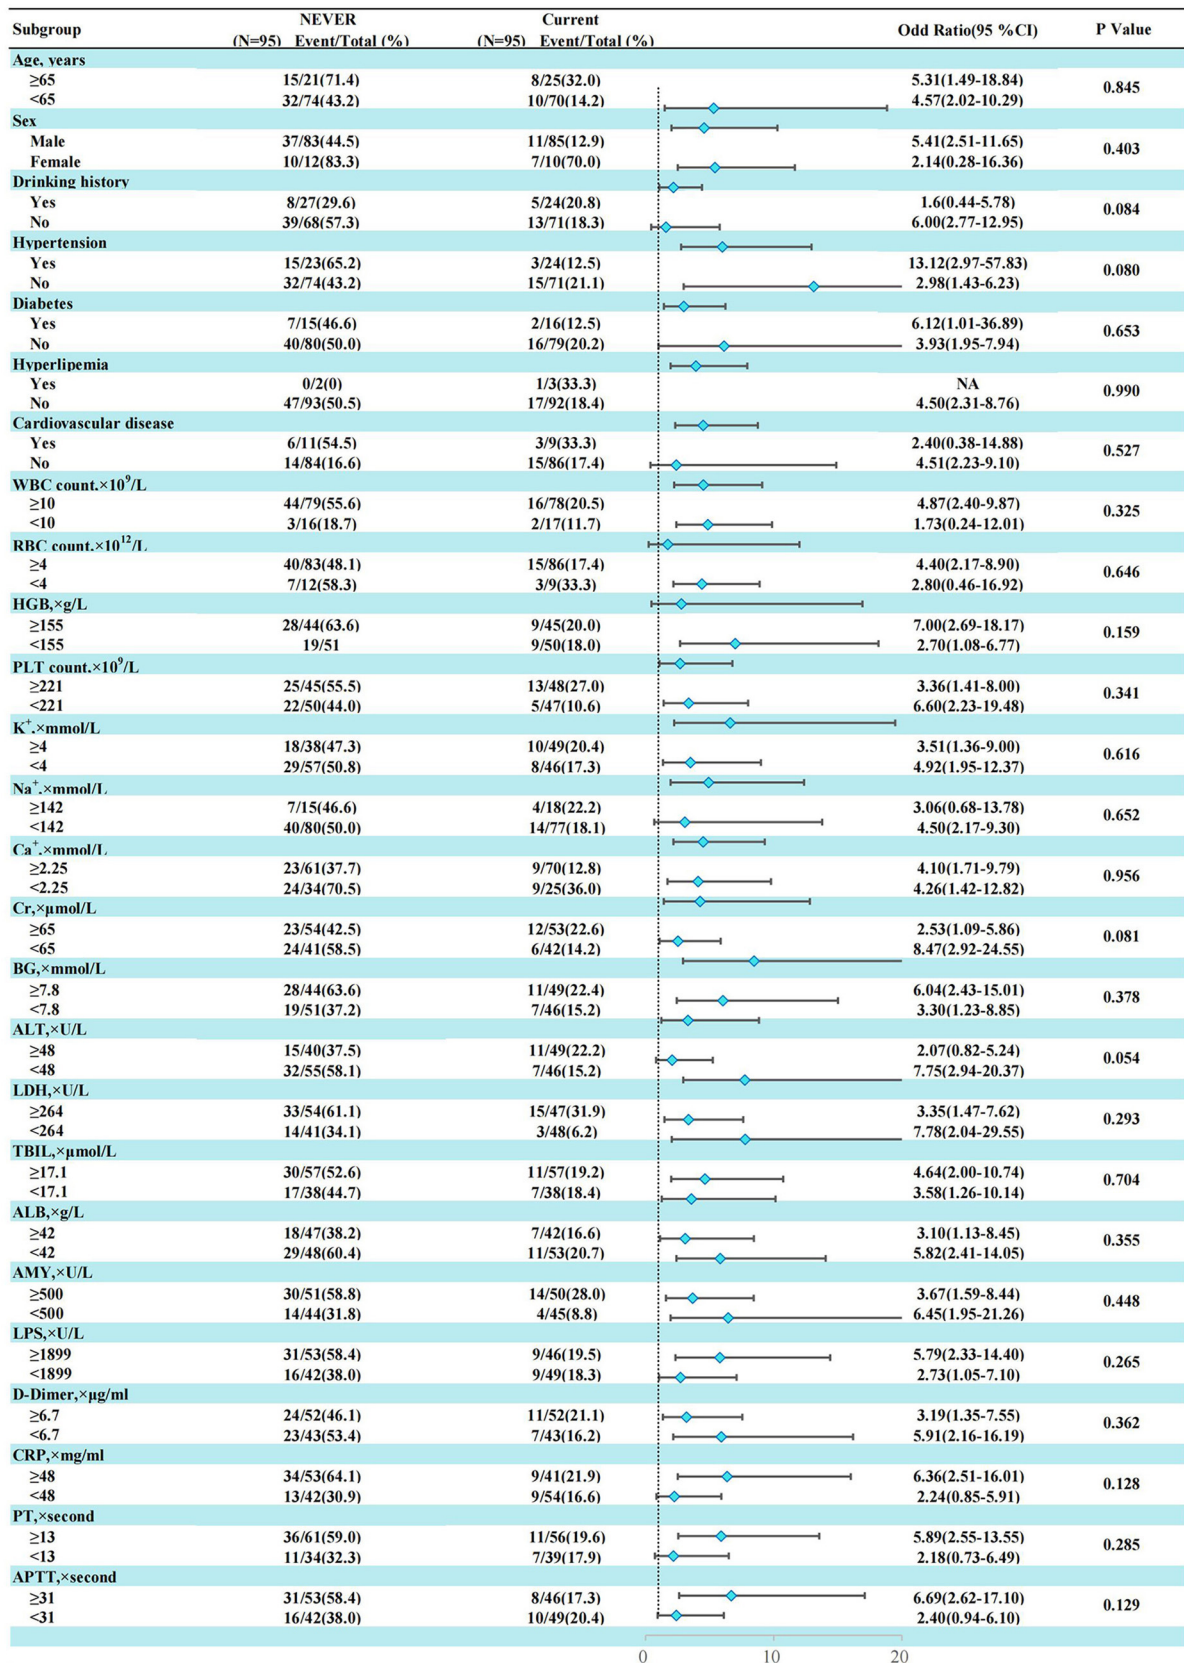 Subgroup NEVER Current Odd Ratio(95 %CI) P Value
(N=95) Event/Total (%) (N=95) Event/Total (%)
Age, years
≥65 15/21(71.4) 8/25(32.0) 5.31(1.49-18.84) 0.845
<65 32/74(43.2) 10/70(14.2) 4.57(2.02-10.29)
Sex
Male 37/83(44.5) 11/85(12.9) 5.41(2.51-11.65) 0.403
Female 10/12(83.3) 7/10(70.0) 2.14(0.28-16.36)
Drinking history
Yes 8/27(29.6) 5/24(20.8) 1.6(0.44-5.78) 0.084
No 39/68(57.3) 13/71(18.3) 6.00(2.77-12.95)
Hypertension
Yes 15/23(65.2) 3/24(12.5) 13.12(2.97-57.83) 0.080
No 32/74(43.2) 15/71(21.1) 2.98(1.43-6.23)
Diabetes
Yes 7/15(46.6) 2/16(12.5) 6.12(1.01-36.89) 0.653
No 40/80(50.0) 16/79(20.2) 3.93(1.95-7.94)
Hyperlipemia
Yes 0/2(0) 1/3(33.3) NA 0.990
No 47/93(50.5) 17/92(18.4) 4.50(2.31-8.76)
Cardiovascular disease
Yes 6/11(54.5) 3/9(33.3) 2.40(0.38-14.88) 0.527
No 14/84(16.6) 15/86(17.4) 4.51(2.23-9.10)
WBC count,×10⁹/L
≥10 44/79(55.6) 16/78(20.5) 4.87(2.40-9.87) 0.325
<10 3/16(18.7) 2/17(11.7) 1.73(0.24-12.01)
RBC count,×10¹²/L
≥4 40/83(48.1) 15/86(17.4) 4.40(2.17-8.90) 0.646
<4 7/12(58.3) 3/9(33.3) 2.80(0.46-16.92)
HGB,×g/L
≥155 28/44(63.6) 9/45(20.0) 7.00(2.69-18.17) 0.159
<155 19/51 9/50(18.0) 2.70(1.08-6.77)
PLT count,×10⁹/L
≥221 25/45(55.5) 13/48(27.0) 3.36(1.41-8.00) 0.341
<221 22/50(44.0) 5/47(10.6) 6.60(2.23-19.48)
K⁺,×mmol/L
≥4 18/38(47.3) 10/49(20.4) 3.51(1.36-9.00) 0.616
<4 29/57(50.8) 8/46(17.3) 4.92(1.95-12.37)
Na⁺,×mmol/L
≥142 7/15(46.6) 4/18(22.2) 3.06(0.68-13.78) 0.652
<142 40/80(50.0) 14/77(18.1) 4.50(2.17-9.30)
Ca⁺,×mmol/L
≥2.25 23/61(37.7) 9/70(12.8) 4.10(1.71-9.79) 0.956
<2.25 24/34(70.5) 9/25(36.0) 4.26(1.42-12.82)
Cr,×μmol/L
≥65 23/54(42.5) 12/53(22.6) 2.53(1.09-5.86) 0.081
<65 24/41(58.5) 6/42(14.2) 8.47(2.92-24.55)
BG,×mmol/L
≥7.8 28/44(63.6) 11/49(22.4) 6.04(2.43-15.01) 0.378
<7.8 19/51(37.2) 7/46(15.2) 3.30(1.23-8.85)
ALT,×U/L
≥48 15/40(37.5) 11/49(22.2) 2.07(0.82-5.24) 0.054
<48 32/55(58.1) 7/46(15.2) 7.75(2.94-20.37)
LDH,×U/L
≥264 33/54(61.1) 15/47(31.9) 3.35(1.47-7.62) 0.293
<264 14/41(34.1) 3/48(6.2) 7.78(2.04-29.55)
TBIL,×μmol/L
≥17.1 30/57(52.6) 11/57(19.2) 4.64(2.00-10.74) 0.704
<17.1 17/38(44.7) 7/38(18.4) 3.58(1.26-10.14)
ALB,×g/L
≥42 18/47(38.2) 7/42(16.6) 3.10(1.13-8.45) 0.355
<42 29/48(60.4) 11/53(20.7) 5.82(2.41-14.05)
AMY,×U/L
≥500 30/51(58.8) 14/50(28.0) 3.67(1.59-8.44) 0.448
<500 14/44(31.8) 4/45(8.8) 6.45(1.95-21.26)
LPS,×U/L
≥1899 31/53(58.4) 9/46(19.5) 5.79(2.33-14.40) 0.265
<1899 16/42(38.0) 9/49(18.3) 2.73(1.05-7.10)
D-Dimer,×μg/ml
≥6.7 24/52(46.1) 11/52(21.1) 3.19(1.35-7.55) 0.362
<6.7 23/43(53.4) 7/43(16.2) 5.91(2.16-16.19)
CRP,×mg/ml
≥48 34/53(64.1) 9/41(21.9) 6.36(2.51-16.01) 0.128
<48 13/42(30.9) 9/54(16.6) 2.24(0.85-5.91)
PT,×second
≥13 36/61(59.0) 11/56(19.6) 5.89(2.55-13.55) 0.285
<13 11/34(32.3) 7/39(17.9) 2.18(0.73-6.49)
APTT,×second
≥31 31/53(58.4) 8/46(17.3) 6.69(2.62-17.10) 0.129
<31 16/42(38.0) 10/49(20.4) 2.40(0.94-6.10)
0 10 20